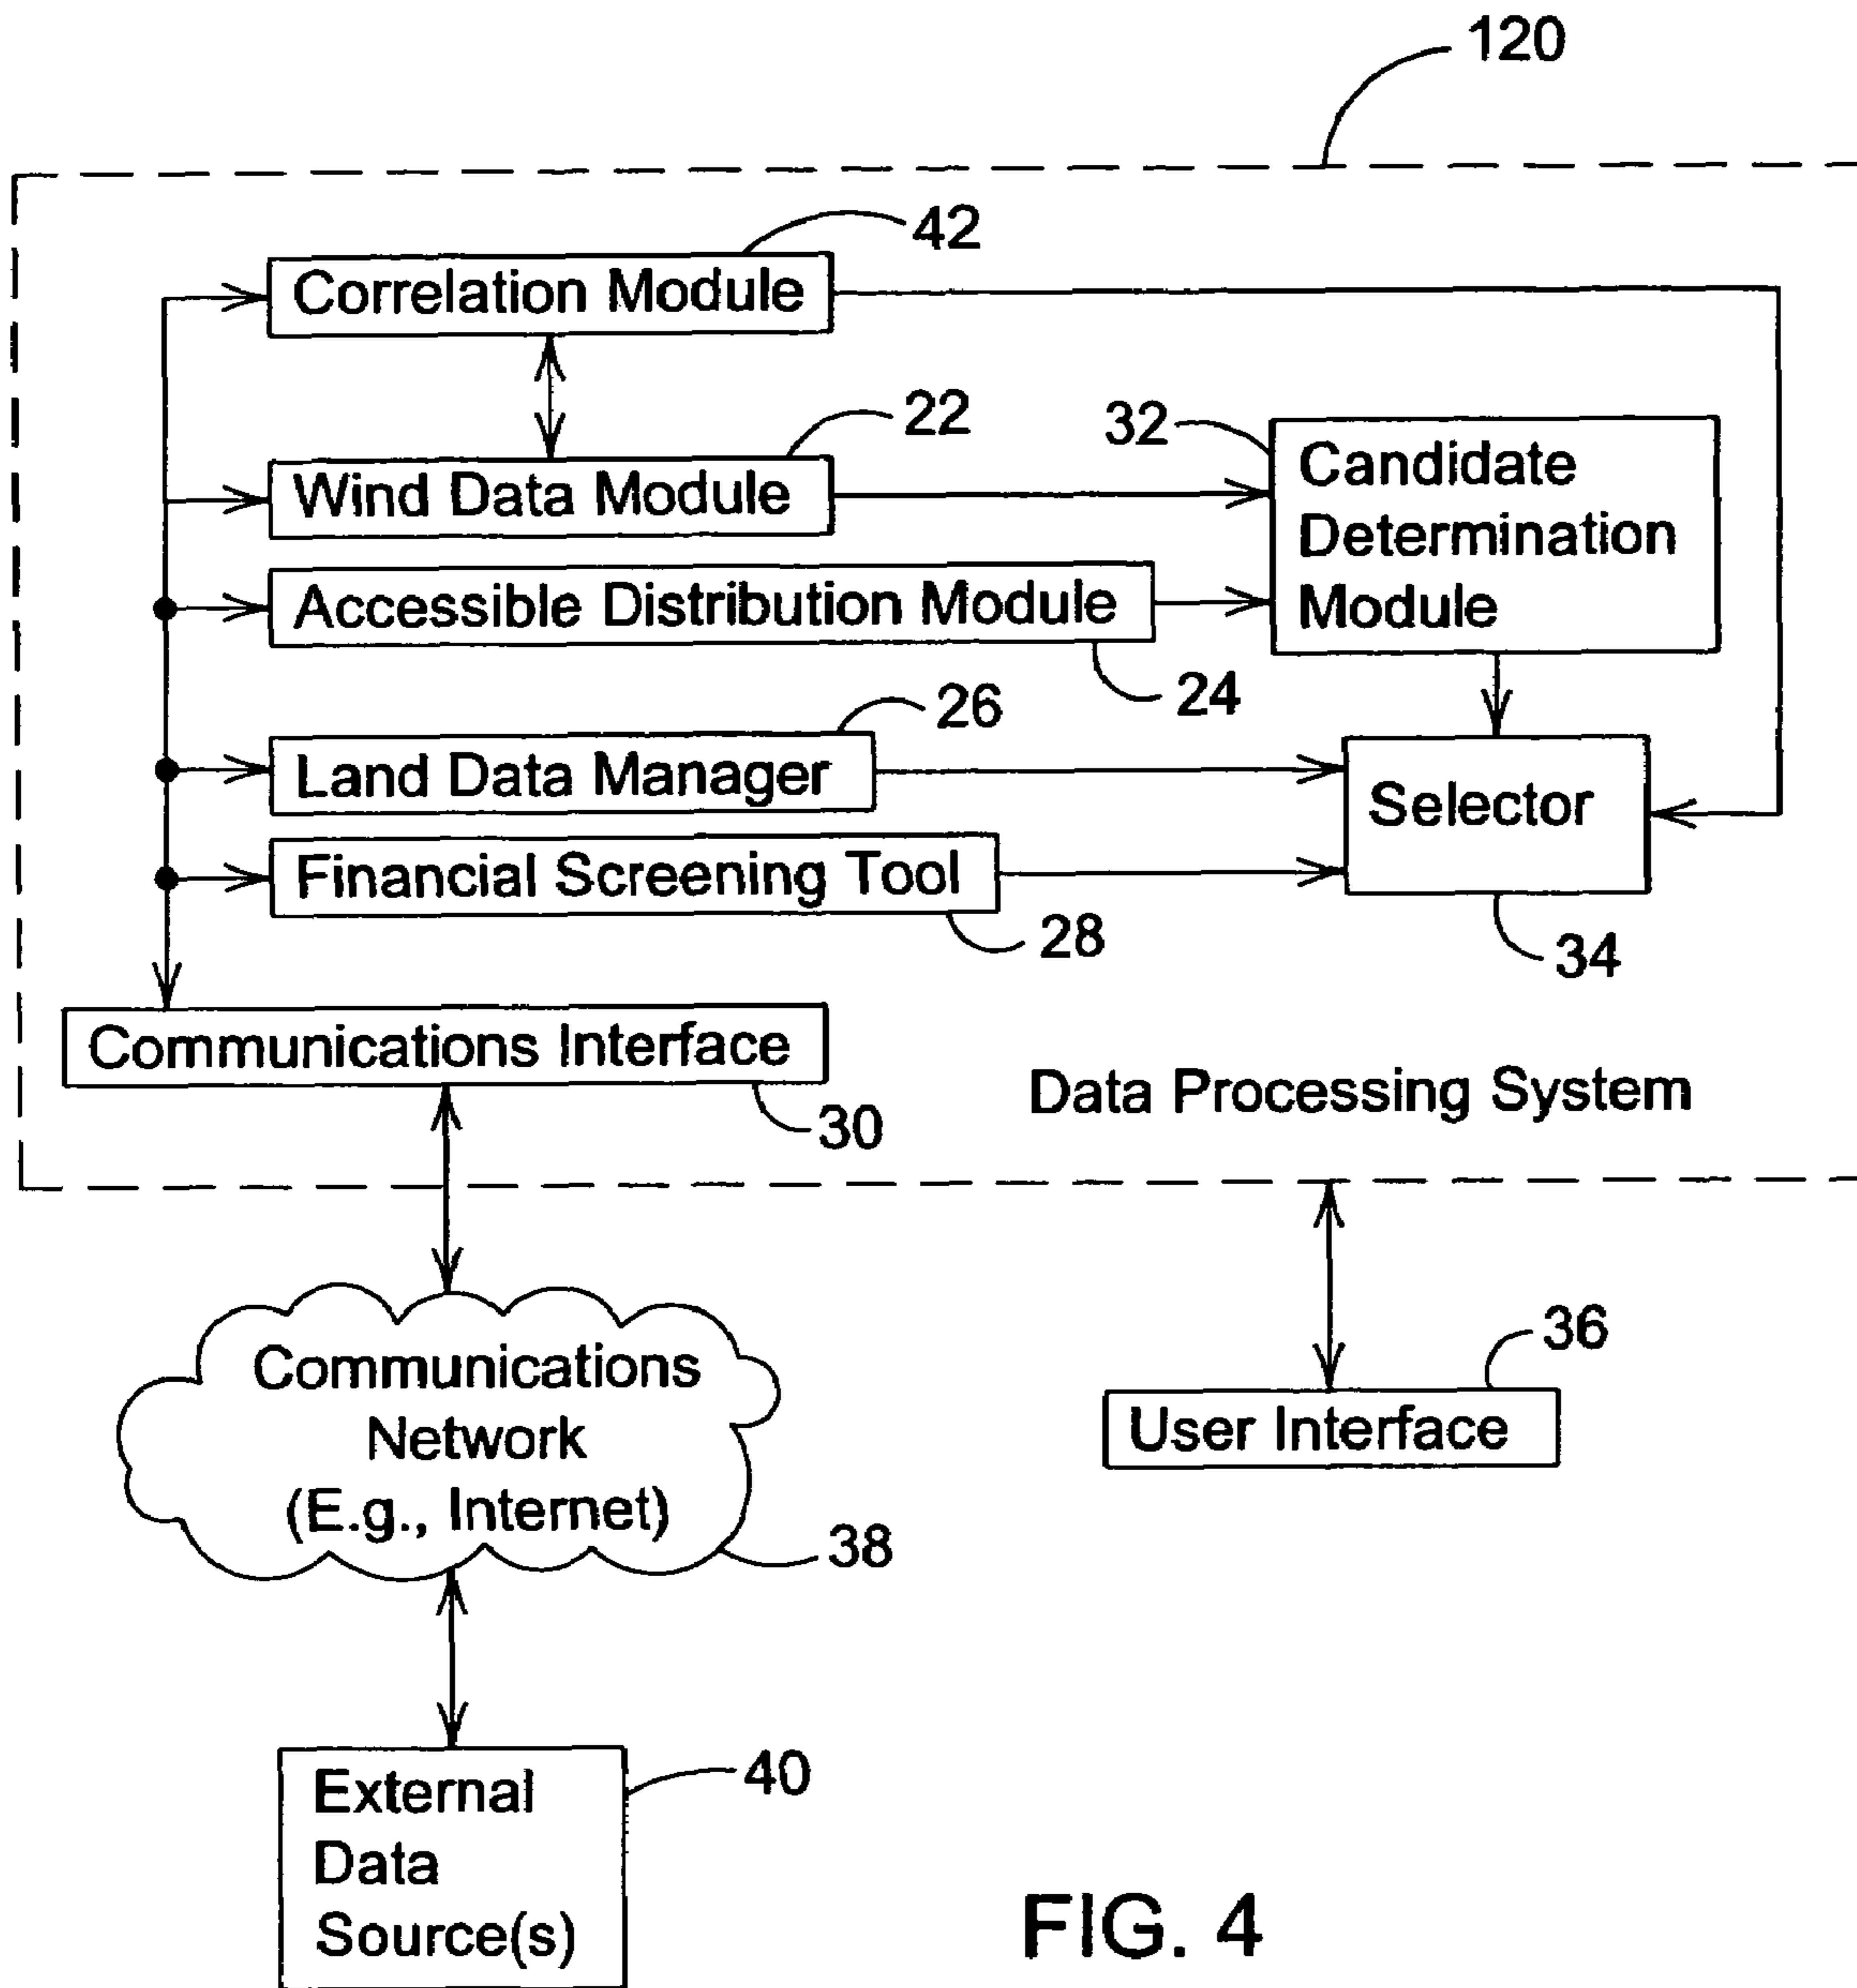 120
42
Correlation Module
22
Wind Data Module
32
Candidate
Determination
Module
Accessible Distribution Module
24
26
Land Data Manager
Selector
Financial Screening Tool
28
34
Communications Interface
30
Data Processing System
Communications
Network
(E.g., Internet)
38
36
User Interface
40
External
Data
Source(s)
FIG. 4